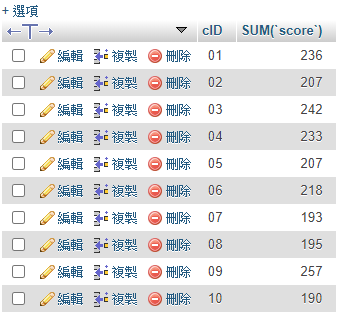 + 選項
←T→ cID SUM(`score`)
編輯 複製 刪除 01 236
編輯 複製 刪除 02 207
編輯 複製 刪除 03 242
編輯 複製 刪除 04 233
編輯 複製 刪除 05 207
編輯 複製 刪除 06 218
編輯 複製 刪除 07 193
編輯 複製 刪除 08 195
編輯 複製 刪除 09 257
編輯 複製 刪除 10 190